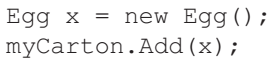 Egg x = new Egg();
myCarton.Add(x);